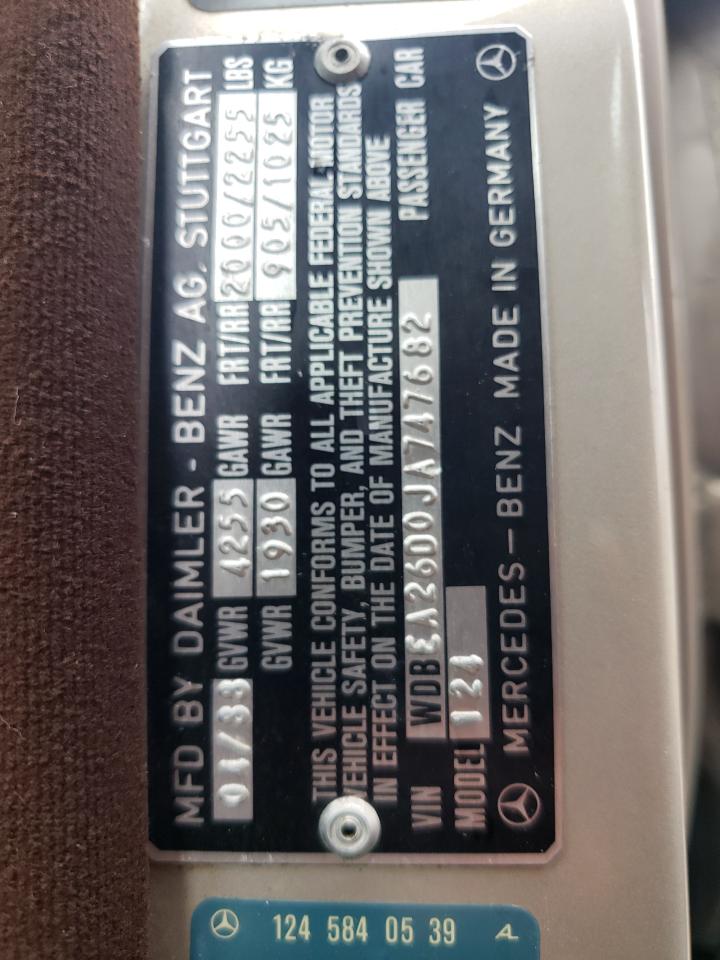 MFD BY DAIMLER - BENZ AG. STUTTGART
01/88 GVWR 4255 GAWR FRT/RR 2000/2255 LBS
GVWR 1930 GAWR FRT/RR 905/1025 KG
THIS VEHICLE CONFORMS TO ALL APPLICABLE FEDERAL MOTOR
VEHICLE SAFETY, BUMPER, AND THEFT PREVENTION STANDARDS
IN EFFECT ON THE DATE OF MANUFACTURE SHOWN ABOVE
VIN WDBEA26D0JA747682 PASSENGER CAR
MODEL 124
MERCEDES-BENZ MADE IN GERMANY
124 584 05 39 A